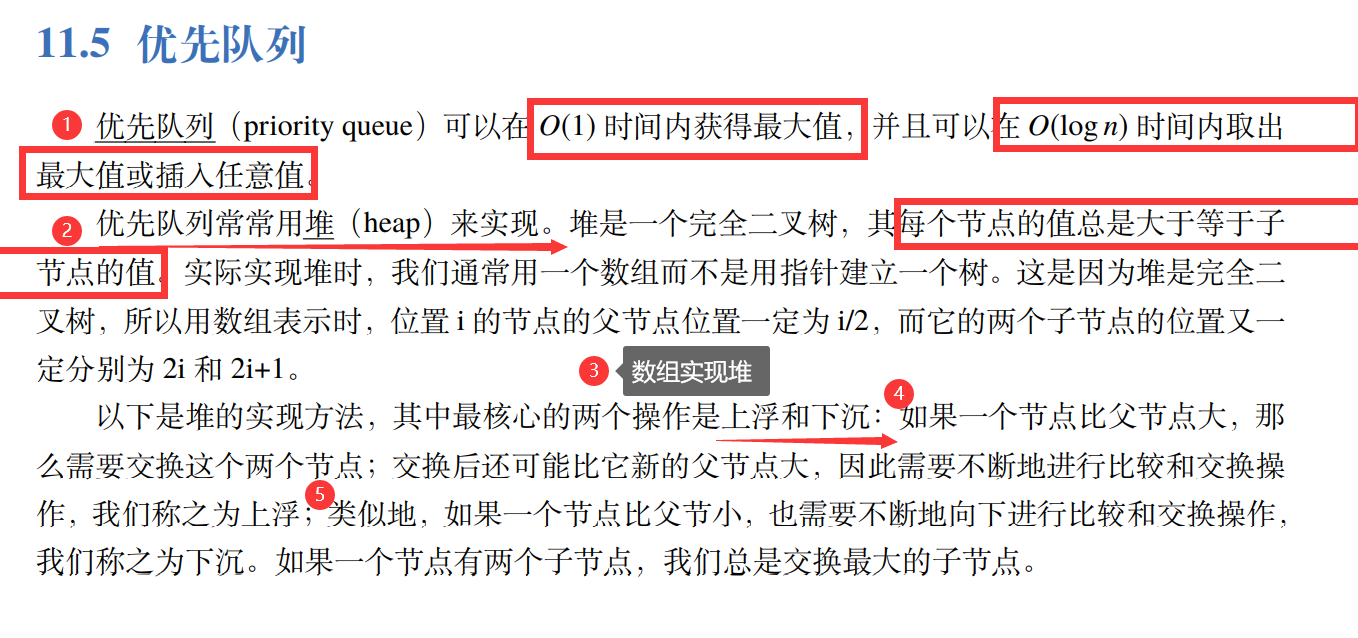 11.5 优先队列
1 优先队列（priority queue）可以在 O(1) 时间内获得最大值，并且可以在 O(log n) 时间内取出
最大值或插入任意值。
2 优先队列常常用堆（heap）来实现。堆是一个完全二叉树，其每个节点的值总是大于等于子
节点的值。实际实现堆时，我们通常用一个数组而不是用指针建立一个树。这是因为堆是完全二
叉树，所以用数组表示时，位置 i 的节点的父节点位置一定为 i/2，而它的两个子节点的位置又一
定分别为 2i 和 2i+1。
3 数组实现堆
4
以下是堆的实现方法，其中最核心的两个操作是上浮和下沉：如果一个节点比父节点大，那
么需要交换这个两个节点；交换后还可能比它新的父节点大，因此需要不断地进行比较和交换操
5
作，我们称之为上浮；类似地，如果一个节点比父节小，也需要不断地向下进行比较和交换操作，
我们称之为下沉。如果一个节点有两个子节点，我们总是交换最大的子节点。